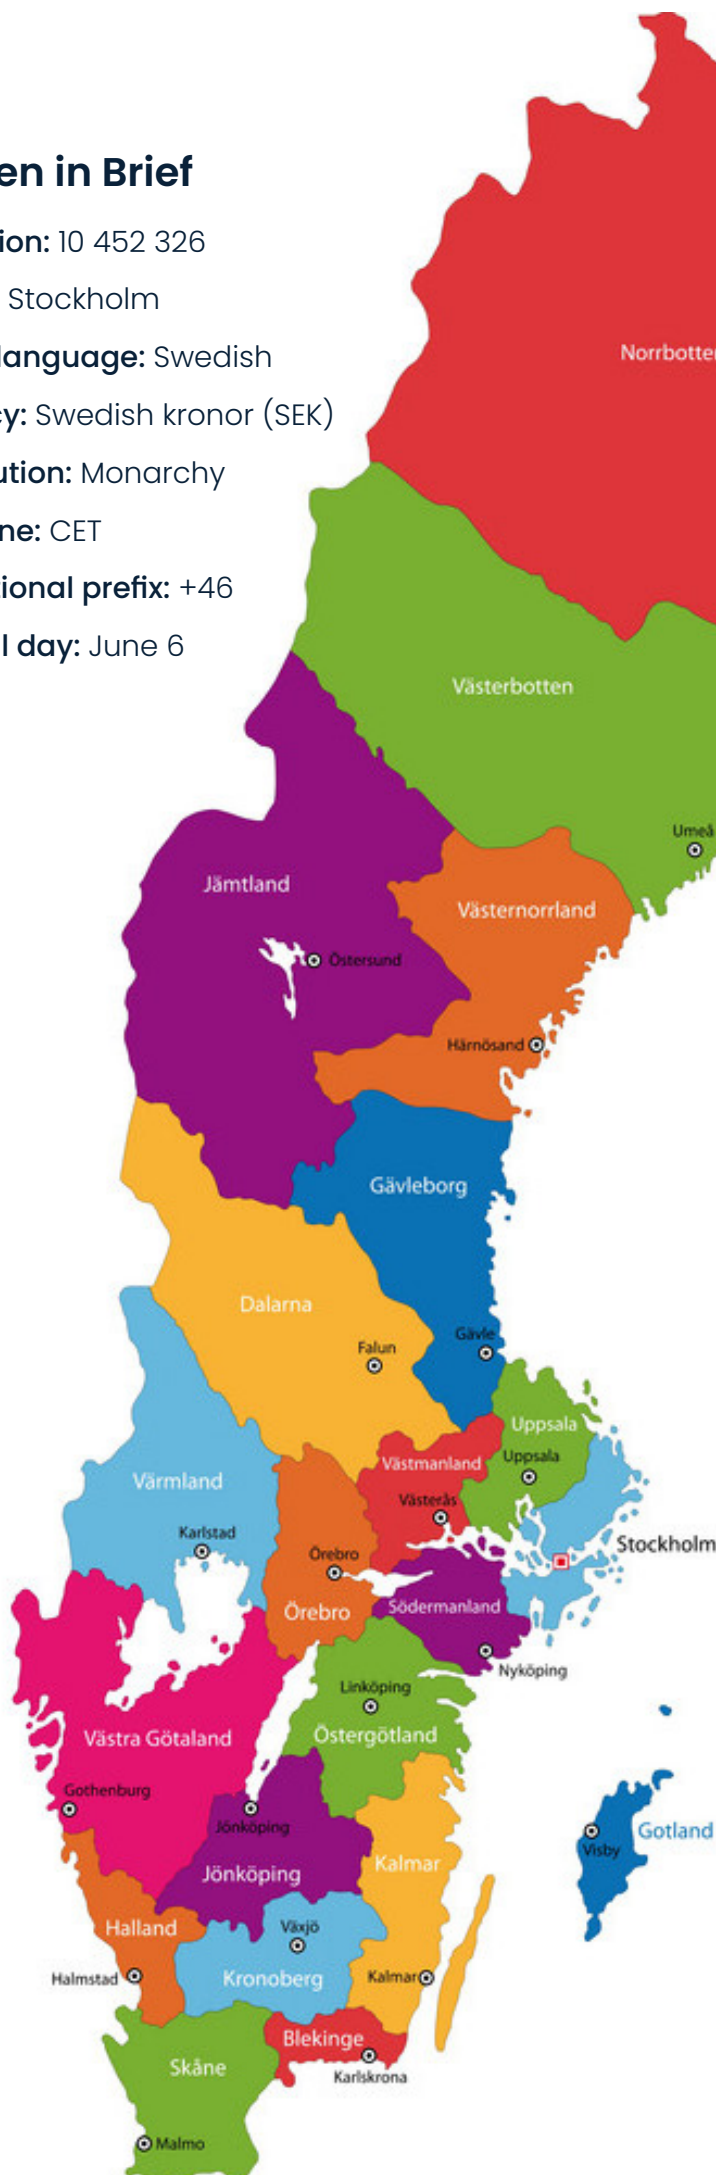 en in Brief
ion: 10 452 326
Stockholm
language: Swedish
cy: Swedish kronor (SEK)
ution: Monarchy
ne: CET
tional prefix: +46
l day: June 6
Norrbotten
Västerbotten
Umeå
Jämtland
Västernorrland
Östersund
Härnösand
Gävleborg
Dalarna
Gävle
Falun
Uppsala
Uppsala
Västmanland
Värmland
Västerås
Karlstad
Stockholm
Örebro
Örebro
Södermanland
Nyköping
Linköping
Östergötland
Västra Götaland
Gothenburg
Jönköping
Gotland
Visby
Kalmar
Jönköping
Halland
Växjö
Halmstad
Kronoberg
Kalmar
Blekinge
Skåne
Karlskrona
Malmo